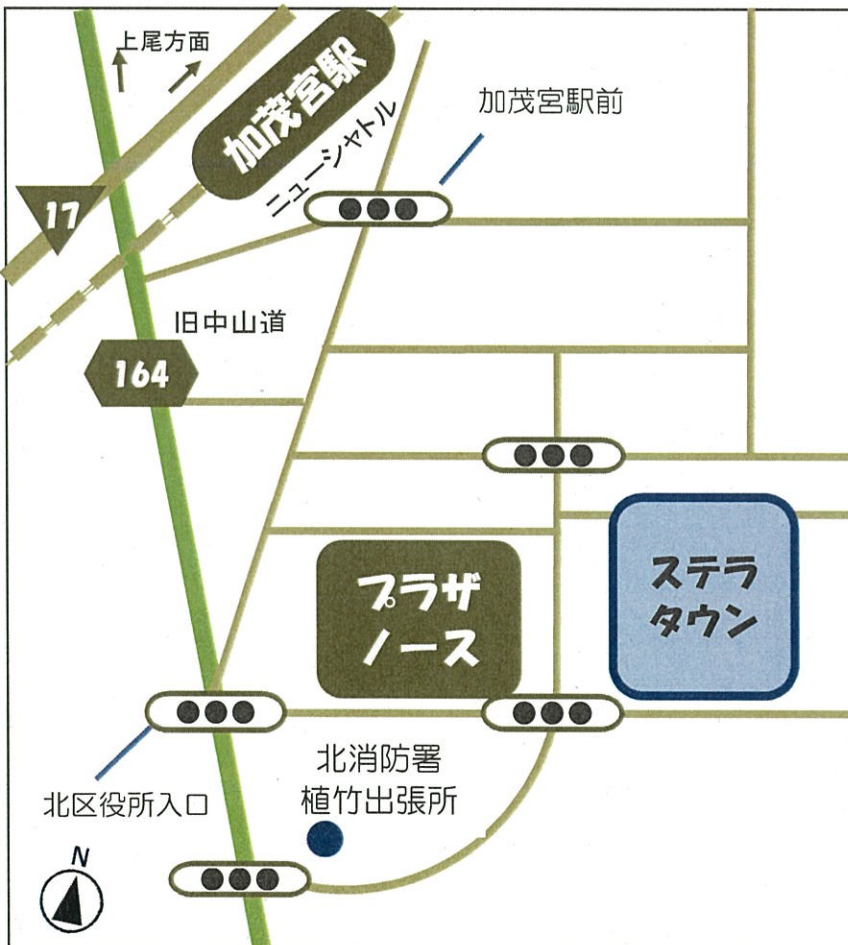 上尾方面
加茂宮駅
加茂宮駅前
ニューシャトル
17
旧中山道
164
ステラ
タウン
プラザ
ノース
北消防署
植竹出張所
北区役所入口
N